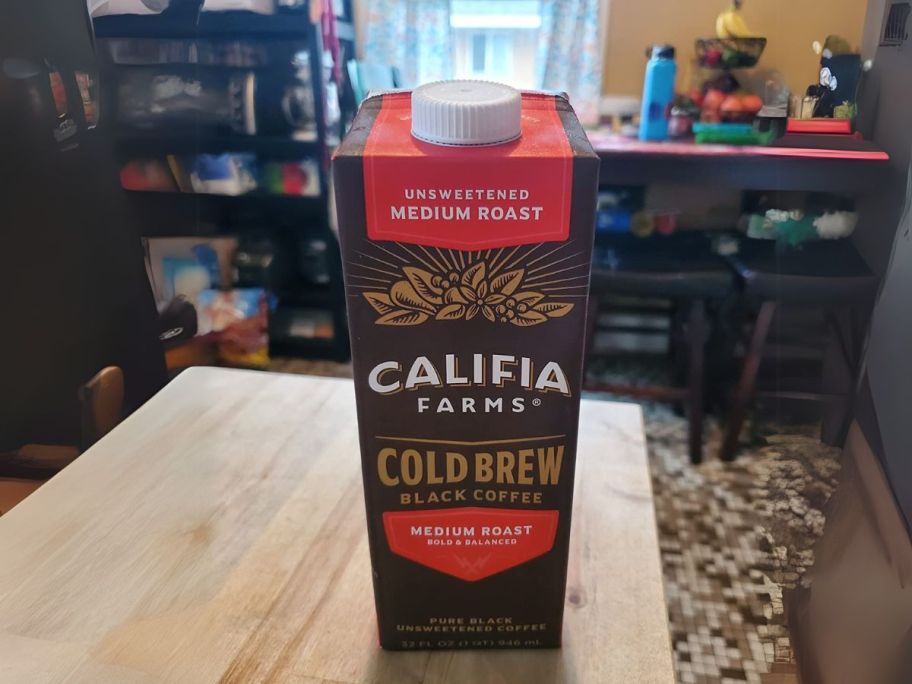 UNSWEETENED
MEDIUM ROAST
CALIFIA
FARMS®
COLD BREW
BLACK COFFEE
MEDIUM ROAST
BOLD & BALANCED
PURE BLACK
UNSWEETENED COFFEE
32 FL OZ (1 QT) 946 mL